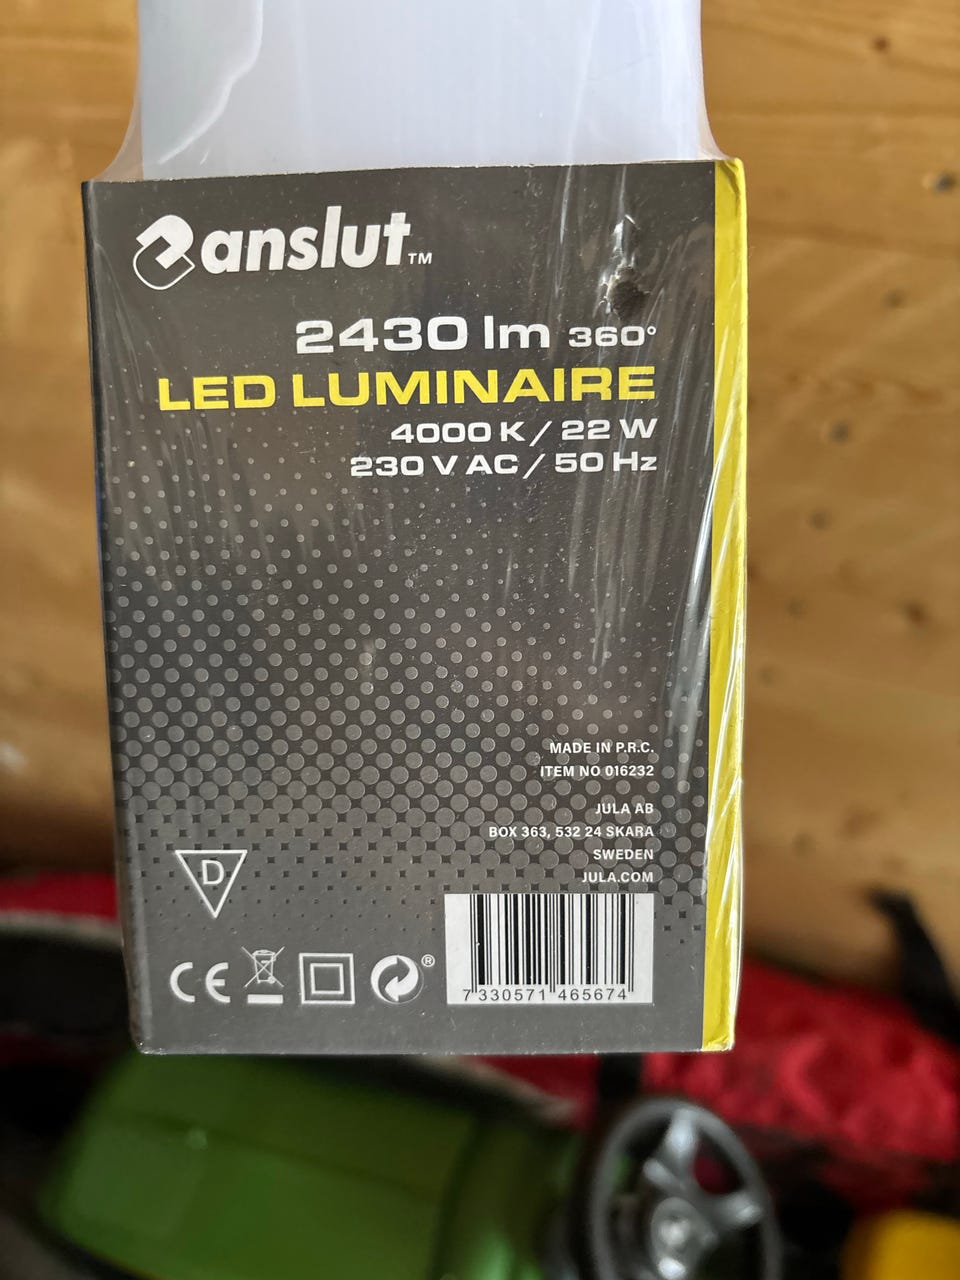 anslut™
2430 lm 360°
LED LUMINAIRE
4000 K / 22 W
230 V AC / 50 Hz
MADE IN P.R.C.
ITEM NO 016232
JULA AB
BOX 363, 532 24 SKARA
SWEDEN
JULA.COM
D
CE ®
7 330571 465674